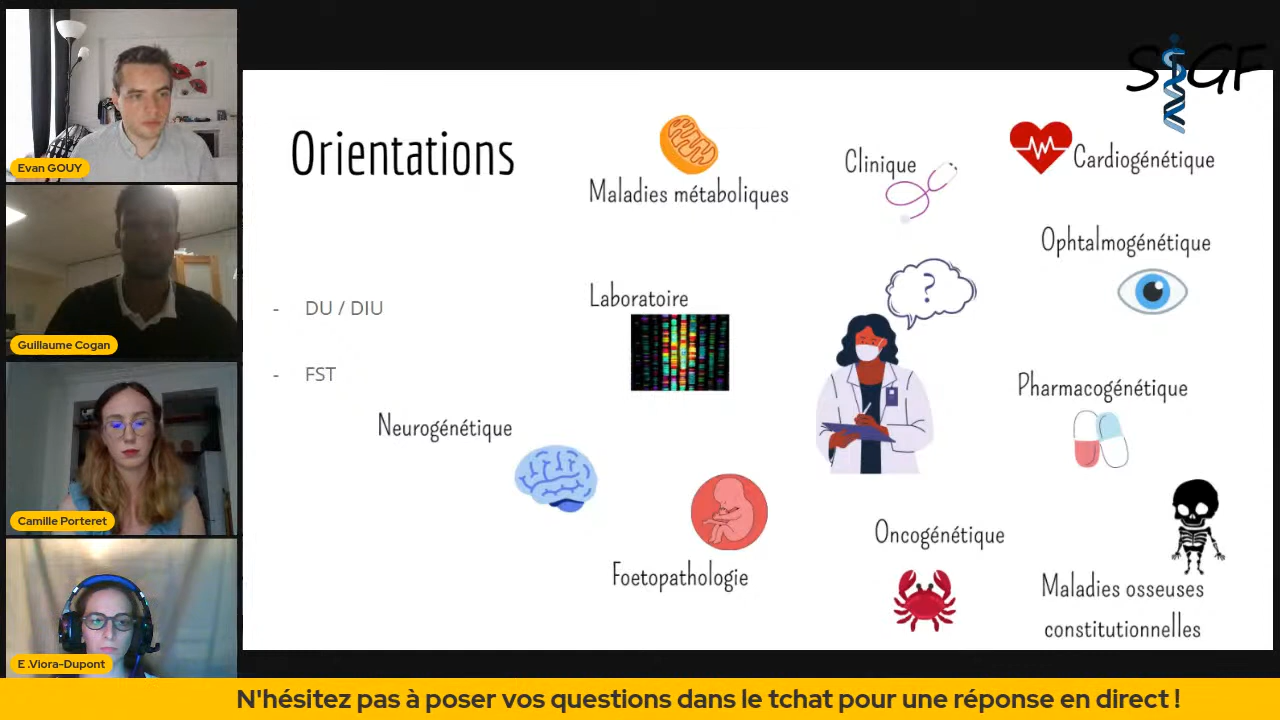 SIGF
Evan GOUY
Guillaume Cogan
Camille Porteret
E .Viora-Dupont
Orientations
- DU / DIU
- FST
Maladies métaboliques
Clinique
Cardiogénétique
Ophtalmogénétique
Laboratoire
?
Pharmacogénétique
Neurogénétique
Foetopathologie
Oncogénétique
Maladies osseuses
constitutionnelles
N'hésitez pas à poser vos questions dans le tchat pour une réponse en direct !